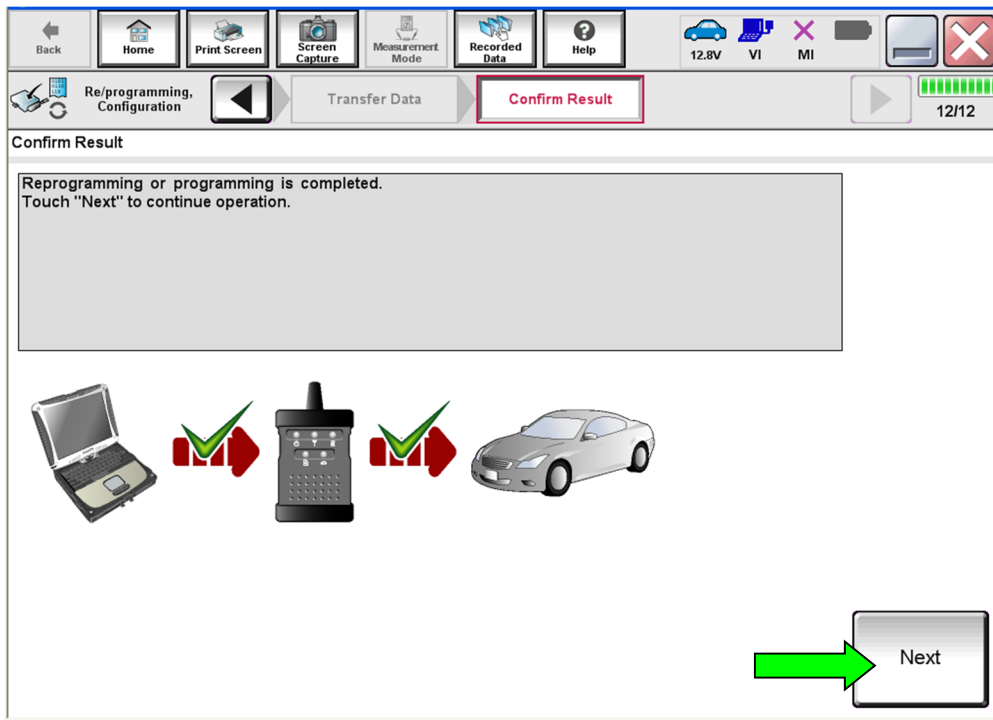 Back
Home
Print Screen
Screen
Capture
Measurement
Mode
Recorded
Data
Help
12.8V
VI
MI
Re/programming,
Configuration
Transfer Data
Confirm Result
12/12
Confirm Result
Reprogramming or programming is completed.
Touch "Next" to continue operation.
Next